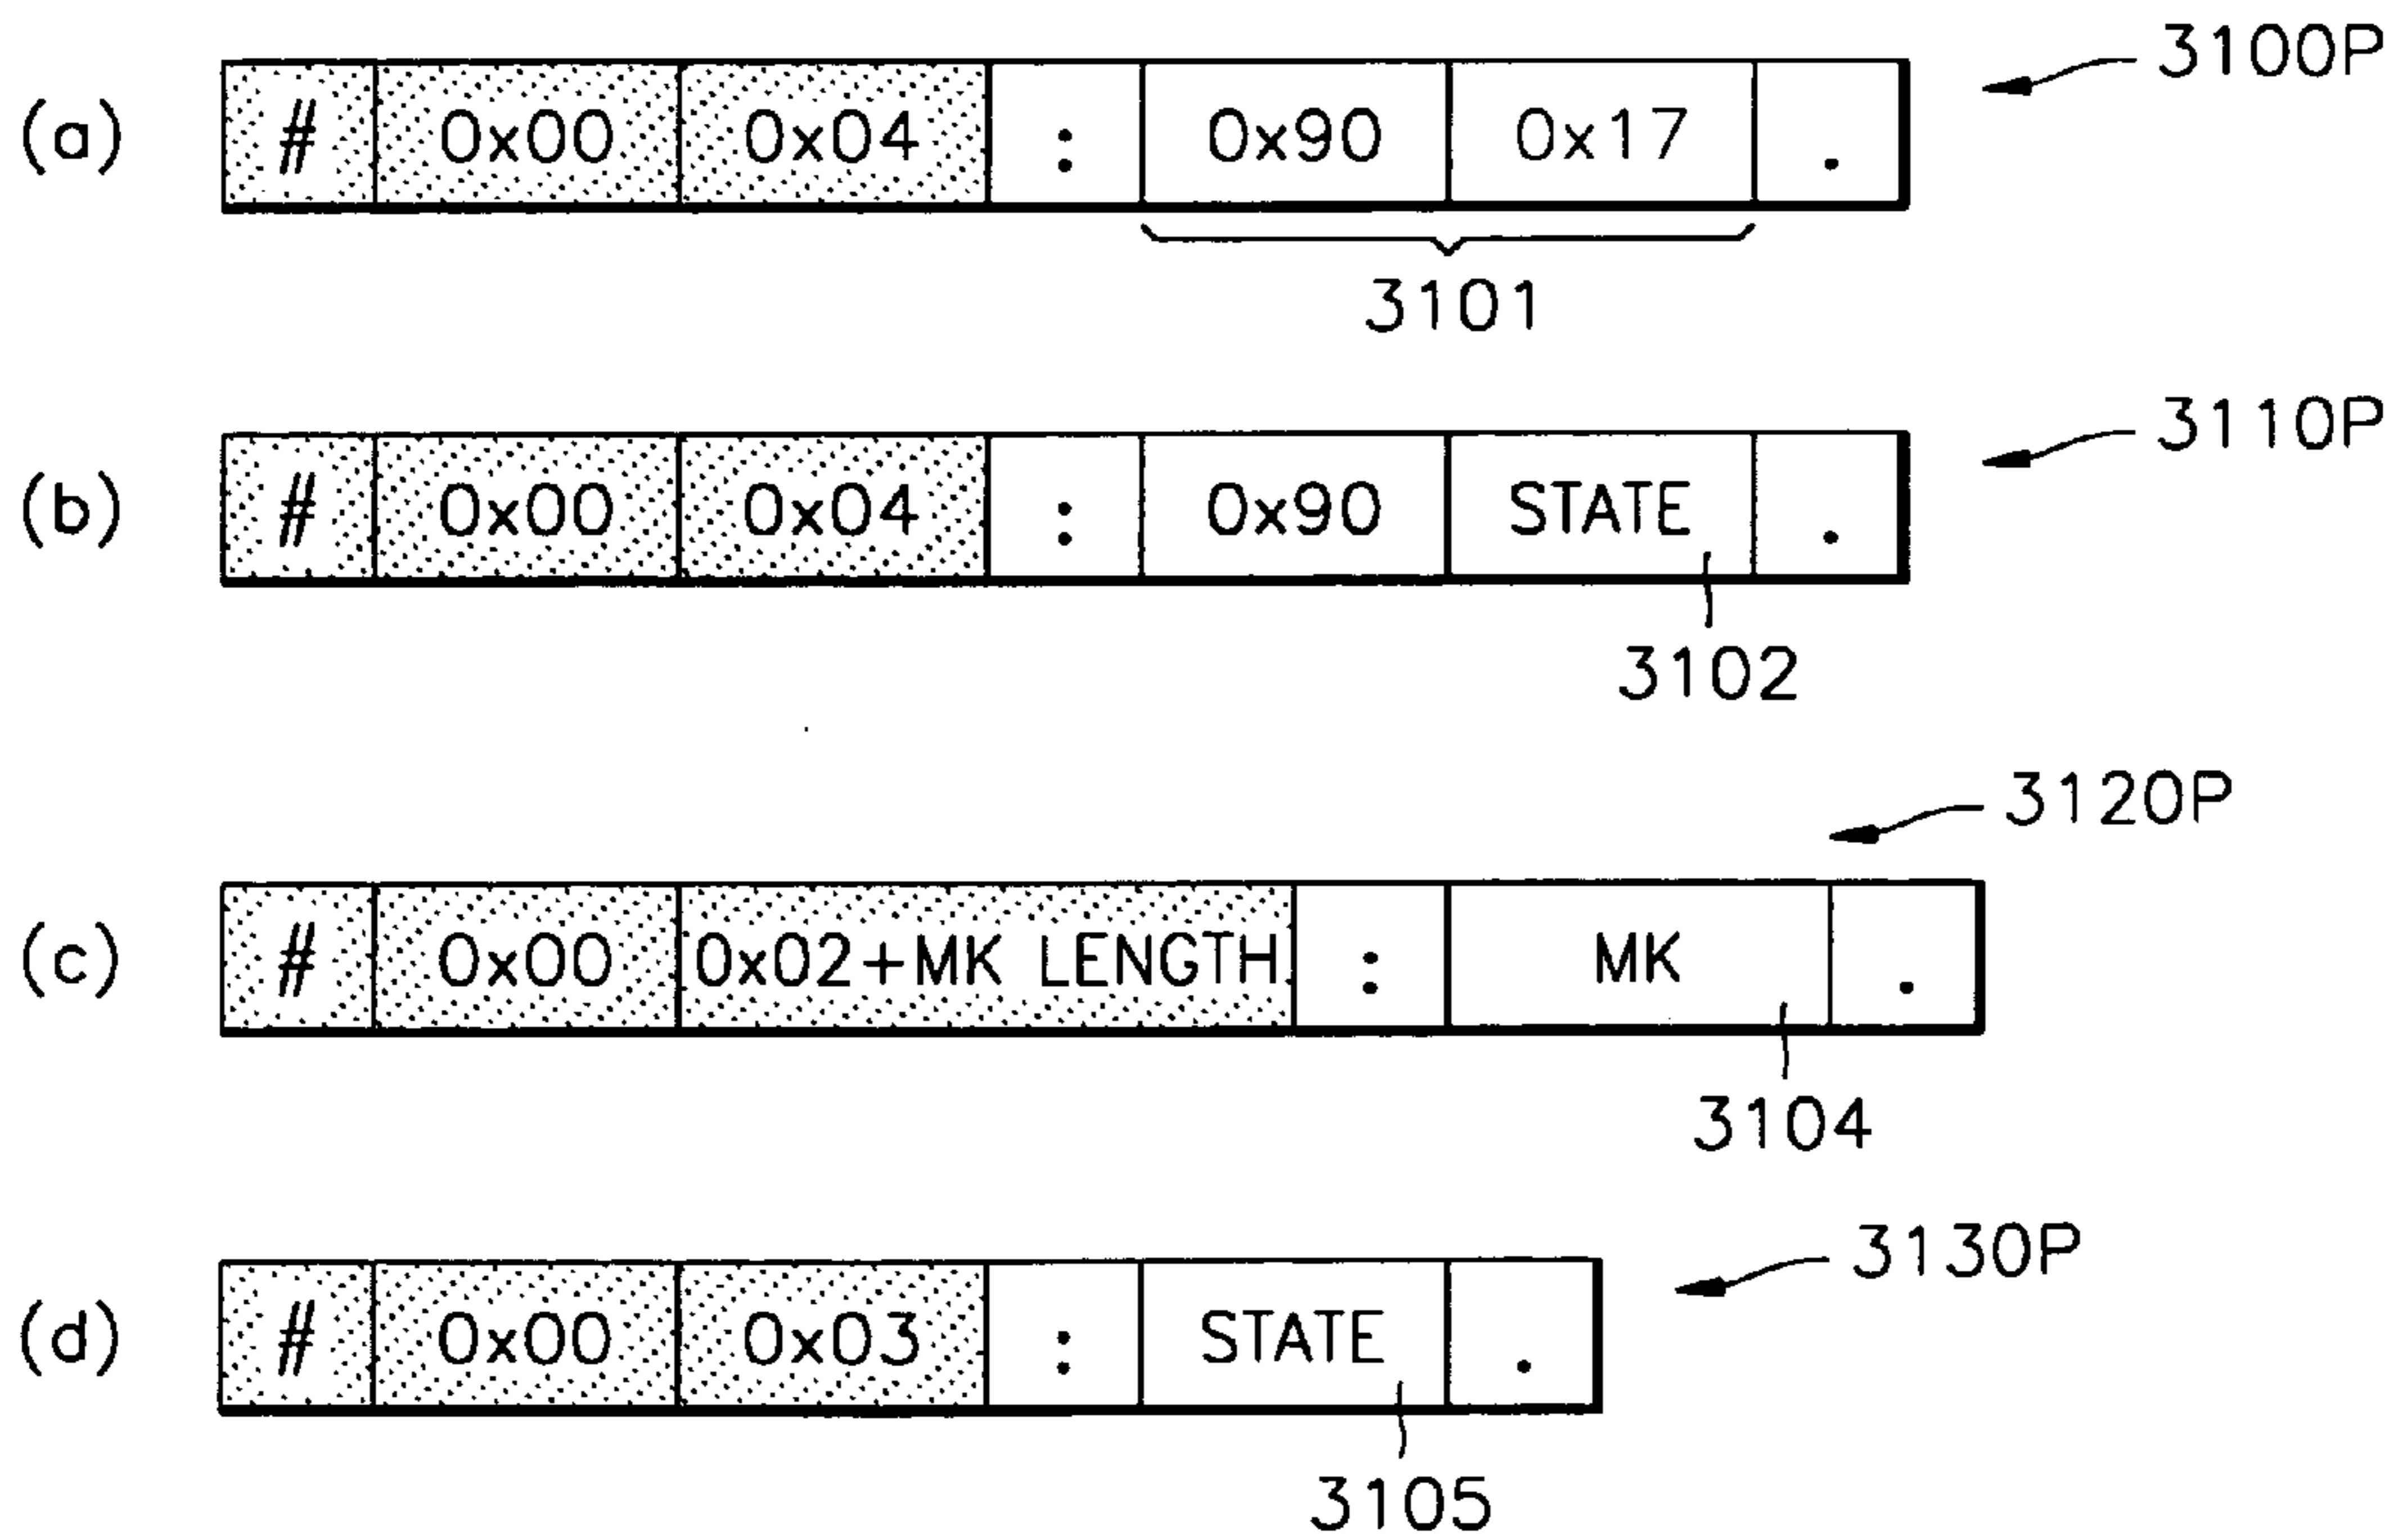 3100P
(a) # 0x00 0x04 : 0x90 0x17 .
3101
3110P
(b) # 0x00 0x04 : 0x90 STATE .
3102
3120P
(c) # 0x00 0x02+MK LENGTH : MK .
3104
3130P
(d) # 0x00 0x03 : STATE .
3105